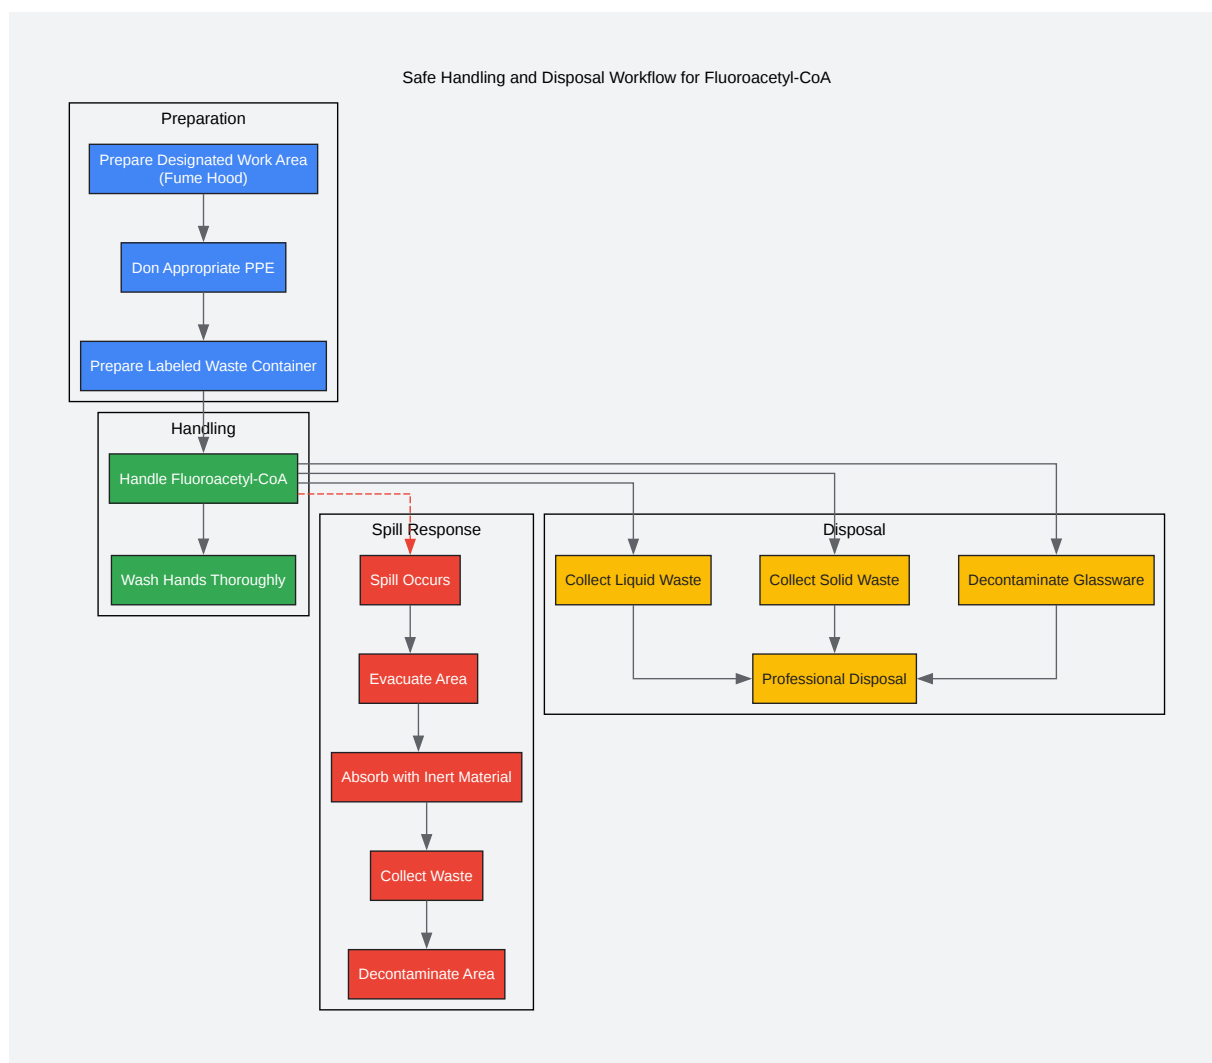 Safe Handling and Disposal Workflow for Fluoroacetyl-CoA
Preparation
Prepare Designated Work Area
(Fume Hood)
Don Appropriate PPE
Prepare Labeled Waste Container
Handling
Handle Fluoroacetyl-CoA
Wash Hands Thoroughly
Spill Response
Spill Occurs
Evacuate Area
Absorb with Inert Material
Collect Waste
Decontaminate Area
Disposal
Collect Liquid Waste
Collect Solid Waste
Decontaminate Glassware
Professional Disposal